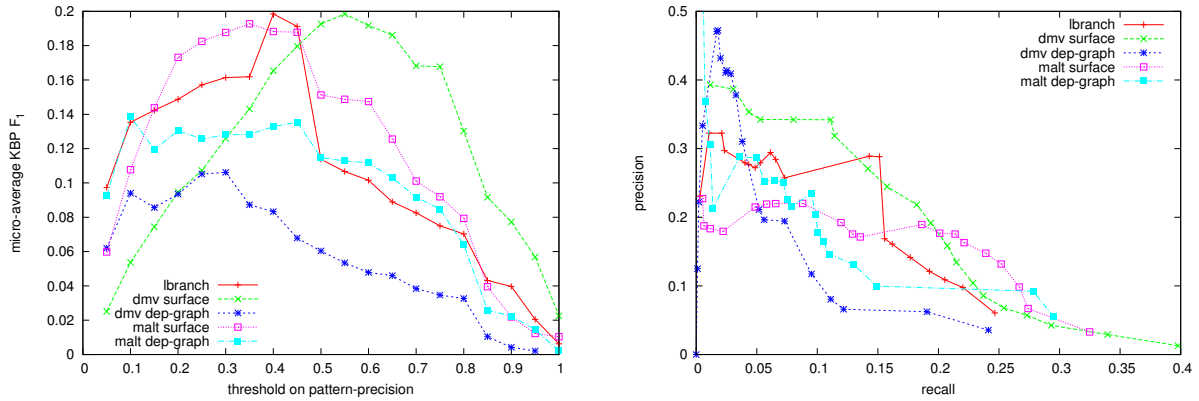 0.2
0.18
0.16
0.14
0.12
0.1
0.08
0.06
0.04
0.02
0
micro-average KBP F1
lbranch
dmv surface
dmv dep-graph
malt surface
malt dep-graph
0 0.1 0.2 0.3 0.4 0.5 0.6 0.7 0.8 0.9 1
threshold on pattern-precision
0.5
0.4
0.3
0.2
0.1
0
precision
lbranch
dmv surface
dmv dep-graph
malt surface
malt dep-graph
0 0.05 0.1 0.15 0.2 0.25 0.3 0.35 0.4
recall